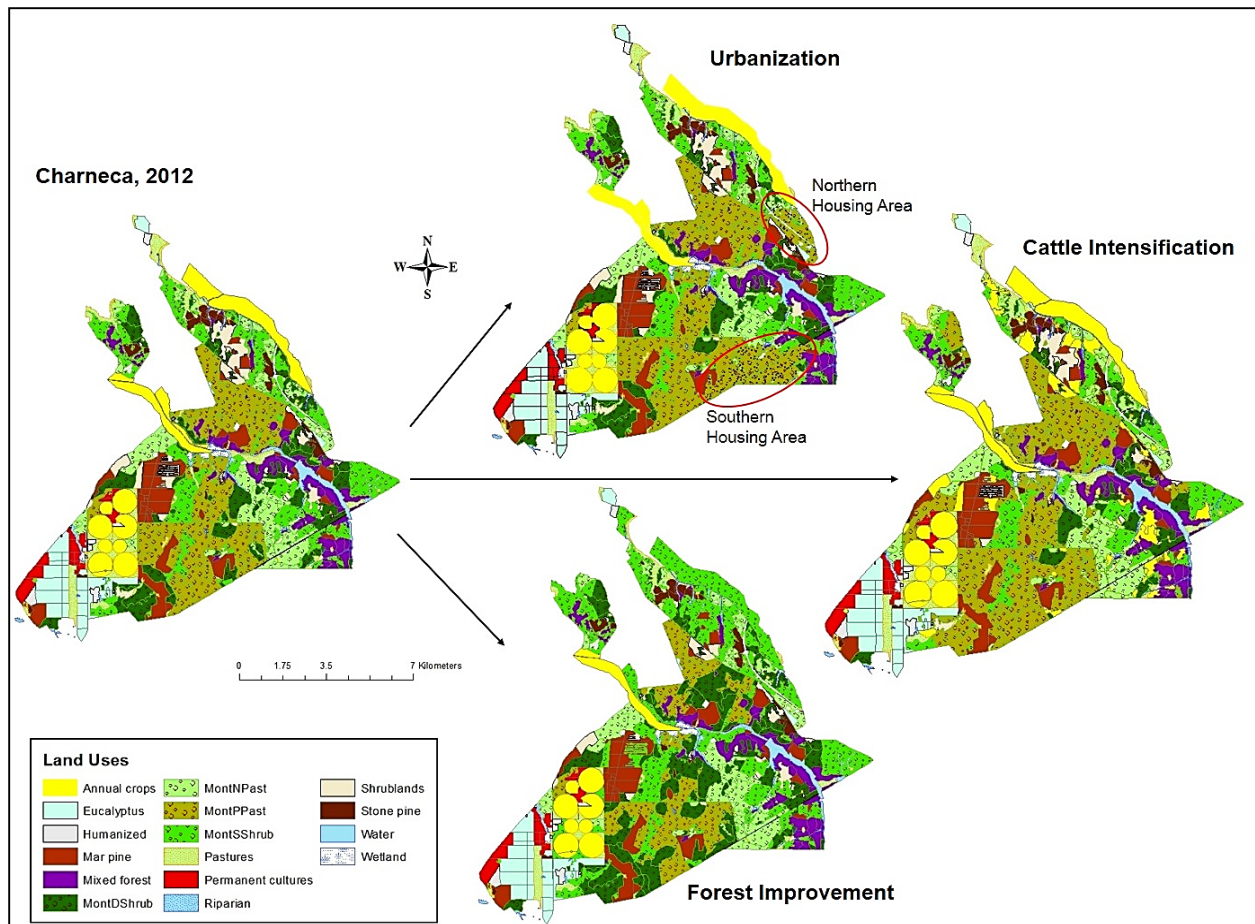 Urbanization
Charneca, 2012
Northern
Housing Area
Cattle Intensification
N
W E
S
Southern
Housing Area
0 1.75 3.5 7 Kilometers
Land Uses
Annual crops
Eucalyptus
Humanized
Mar pine
Mixed forest
MontDShrub
MontNPast
MontPPast
MontSShrub
Pastures
Permanent cultures
Riparian
Shrublands
Stone pine
Water
Wetland
Forest Improvement